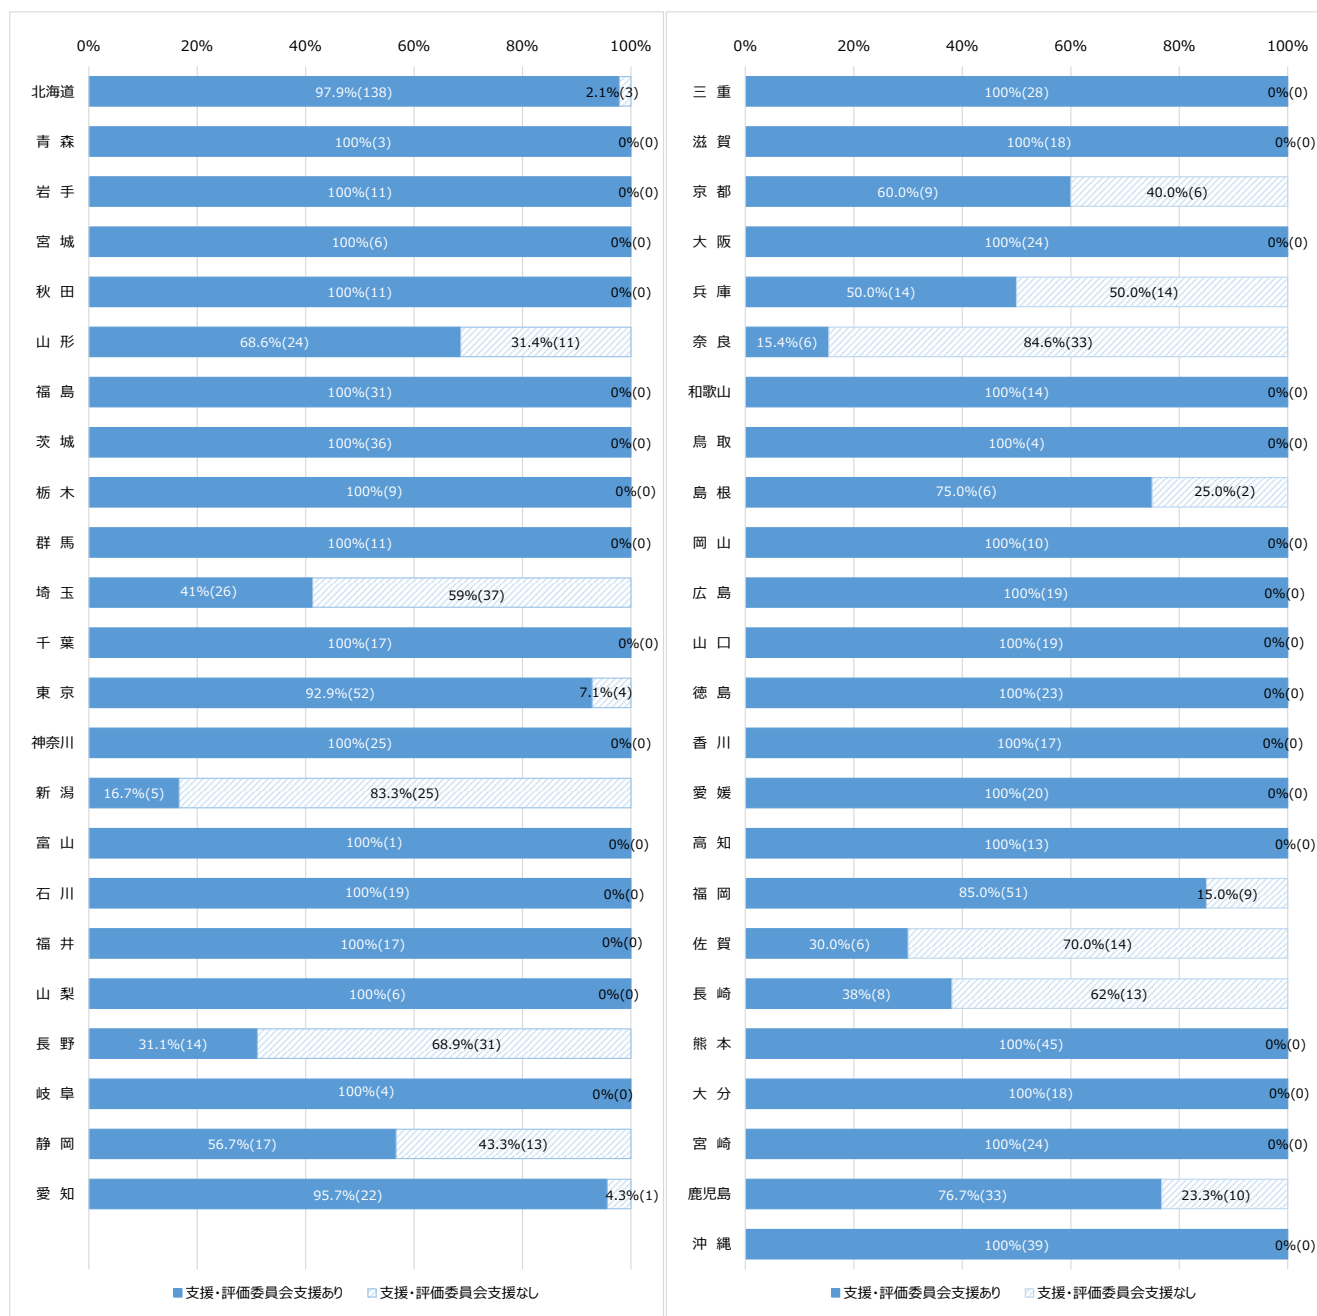 0% 20% 40% 60% 80% 100%
北海道 97.9%(138) 2.1%(3)
青 森 100%(3) 0%(0)
岩 手 100%(11) 0%(0)
宮 城 100%(6) 0%(0)
秋 田 100%(11) 0%(0)
山 形 68.6%(24) 31.4%(11)
福 島 100%(31) 0%(0)
茨 城 100%(36) 0%(0)
栃 木 100%(9) 0%(0)
群 馬 100%(11) 0%(0)
埼 玉 41%(26) 59%(37)
千 葉 100%(17) 0%(0)
東 京 92.9%(52) 7.1%(4)
神奈川 100%(25) 0%(0)
新 潟 16.7%(5) 83.3%(25)
富 山 100%(1) 0%(0)
石 川 100%(19) 0%(0)
福 井 100%(17) 0%(0)
山 梨 100%(6) 0%(0)
長 野 31.1%(14) 68.9%(31)
岐 阜 100%(4) 0%(0)
静 岡 56.7%(17) 43.3%(13)
愛 知 95.7%(22) 4.3%(1)
支援・評価委員会支援あり 支援・評価委員会支援なし
0% 20% 40% 60% 80% 100%
三 重 100%(28) 0%(0)
滋 賀 100%(18) 0%(0)
京 都 60.0%(9) 40.0%(6)
大 阪 100%(24) 0%(0)
兵 庫 50.0%(14) 50.0%(14)
奈 良 15.4%(6) 84.6%(33)
和歌山 100%(14) 0%(0)
鳥 取 100%(4) 0%(0)
島 根 75.0%(6) 25.0%(2)
岡 山 100%(10) 0%(0)
広 島 100%(19) 0%(0)
山 口 100%(19) 0%(0)
徳 島 100%(23) 0%(0)
香 川 100%(17) 0%(0)
愛 媛 100%(20) 0%(0)
高 知 100%(13) 0%(0)
福 岡 85.0%(51) 15.0%(9)
佐 賀 30.0%(6) 70.0%(14)
長 崎 38%(8) 62%(13)
熊 本 100%(45) 0%(0)
大 分 100%(18) 0%(0)
宮 崎 100%(24) 0%(0)
鹿児島 76.7%(33) 23.3%(10)
沖 縄 100%(39) 0%(0)
支援・評価委員会支援あり 支援・評価委員会支援なし